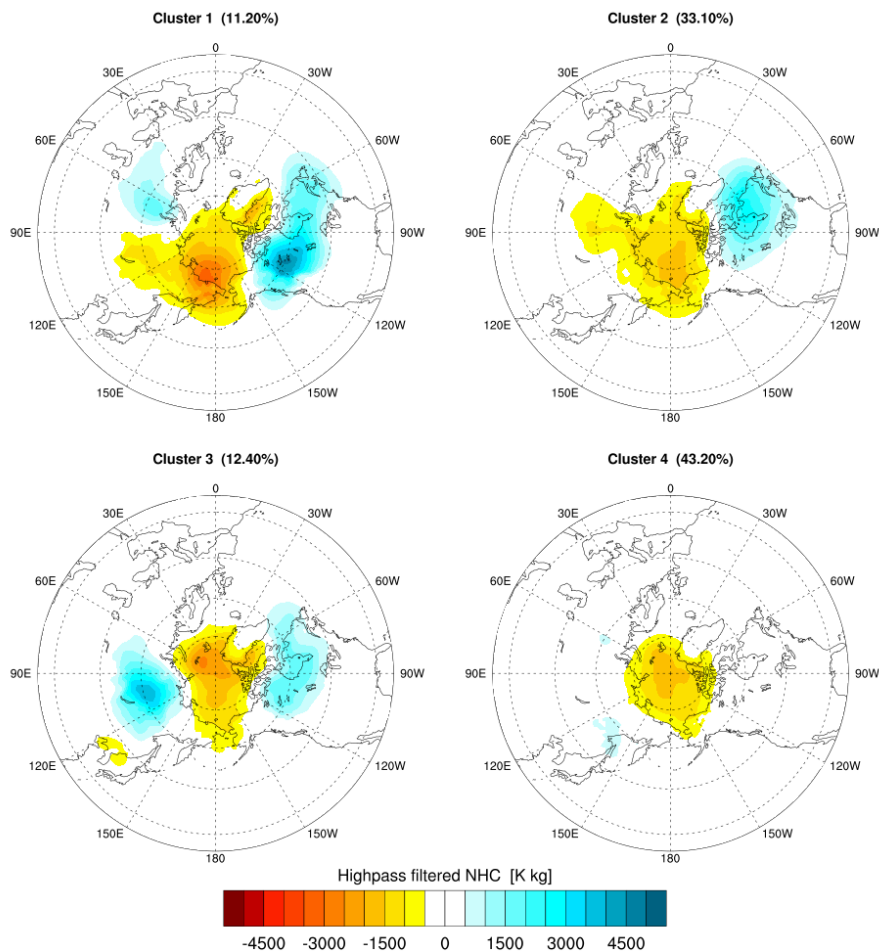 Cluster 1 (11.20%)
Cluster 2 (33.10%)
0
30E
30W
60E
60W
90E
90W
120E
120W
150E
150W
180
0
30W
60W
90E
90W
120E
120W
150E
150W
180
Cluster 3 (12.40%)
Cluster 4 (43.20%)
0
30E
30W
60E
60W
90E
90W
120E
120W
150E
150W
180
0
30E
30W
60E
60W
90E
90W
120E
120W
150E
150W
180
Highpass filtered NHC [K kg]
-4500 -3000 -1500 0 1500 3000 4500